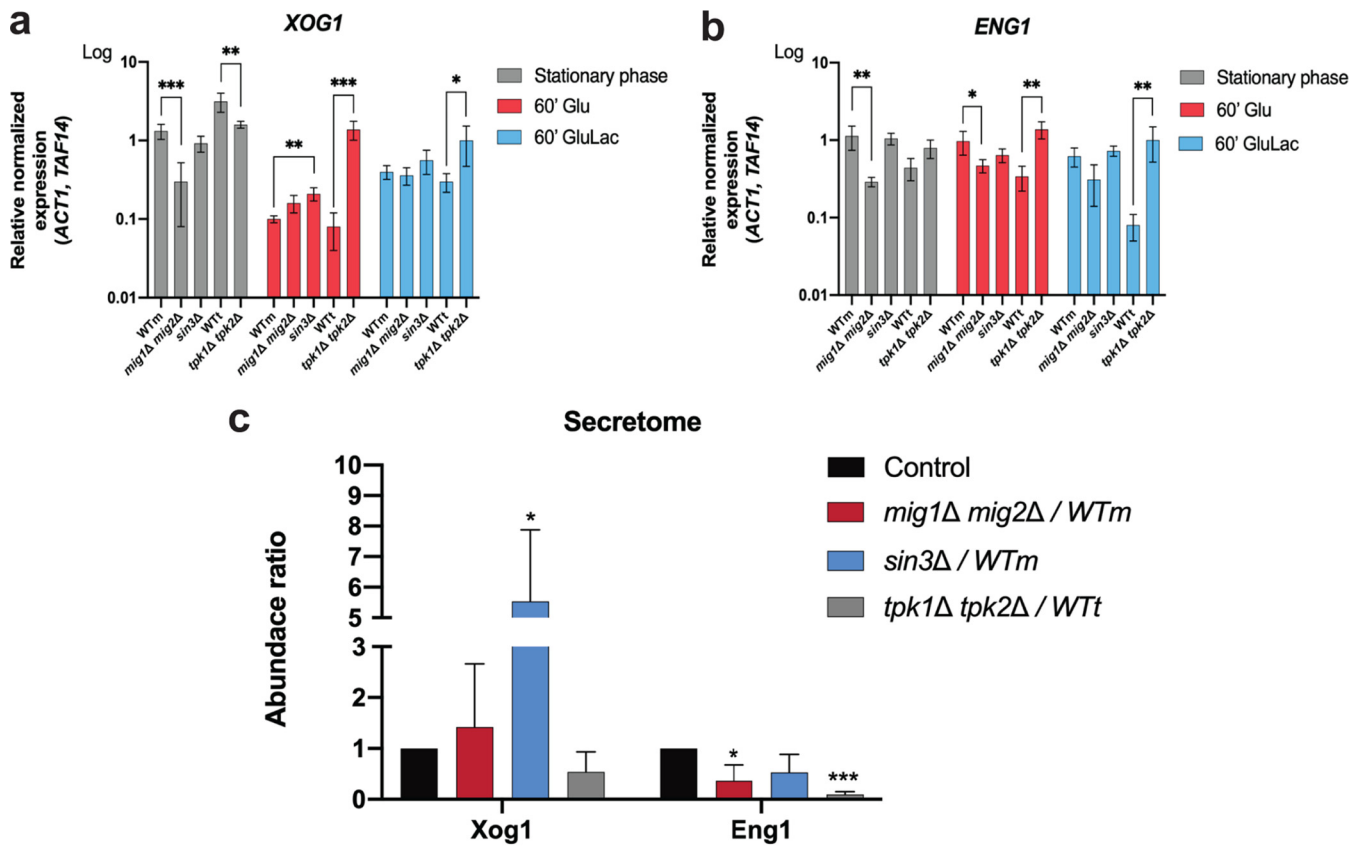 a
XOG1
Log
Relative normalized
expression
(ACT1, TAF14)
10
1
0.1
0.01
***
**
**
***
*
Stationary phase
60' Glu
60' GluLac
WTm
mig1Δ mig2Δ
sin3Δ
WTt
tpk1Δ tpk2Δ
WTm
mig1Δ mig2Δ
sin3Δ
WTt
tpk1Δ tpk2Δ
WTm
mig1Δ mig2Δ
sin3Δ
WTt
tpk1Δ tpk2Δ
b
ENG1
Log
Relative normalized
expression
(ACT1, TAF14)
10
1
0.1
0.01
**
*
**
**
Stationary phase
60' Glu
60' GluLac
WTm
mig1Δ mig2Δ
sin3Δ
WTt
tpk1Δ tpk2Δ
WTm
mig1Δ mig2Δ
sin3Δ
WTt
tpk1Δ tpk2Δ
WTm
mig1Δ mig2Δ
sin3Δ
WTt
tpk1Δ tpk2Δ
c
Secretome
Abundace ratio
10
9
8
7
6
5
3
2
1
0
*
*
***
Xog1
Eng1
Control
mig1Δ mig2Δ / WTm
sin3Δ / WTm
tpk1Δ tpk2Δ / WTt